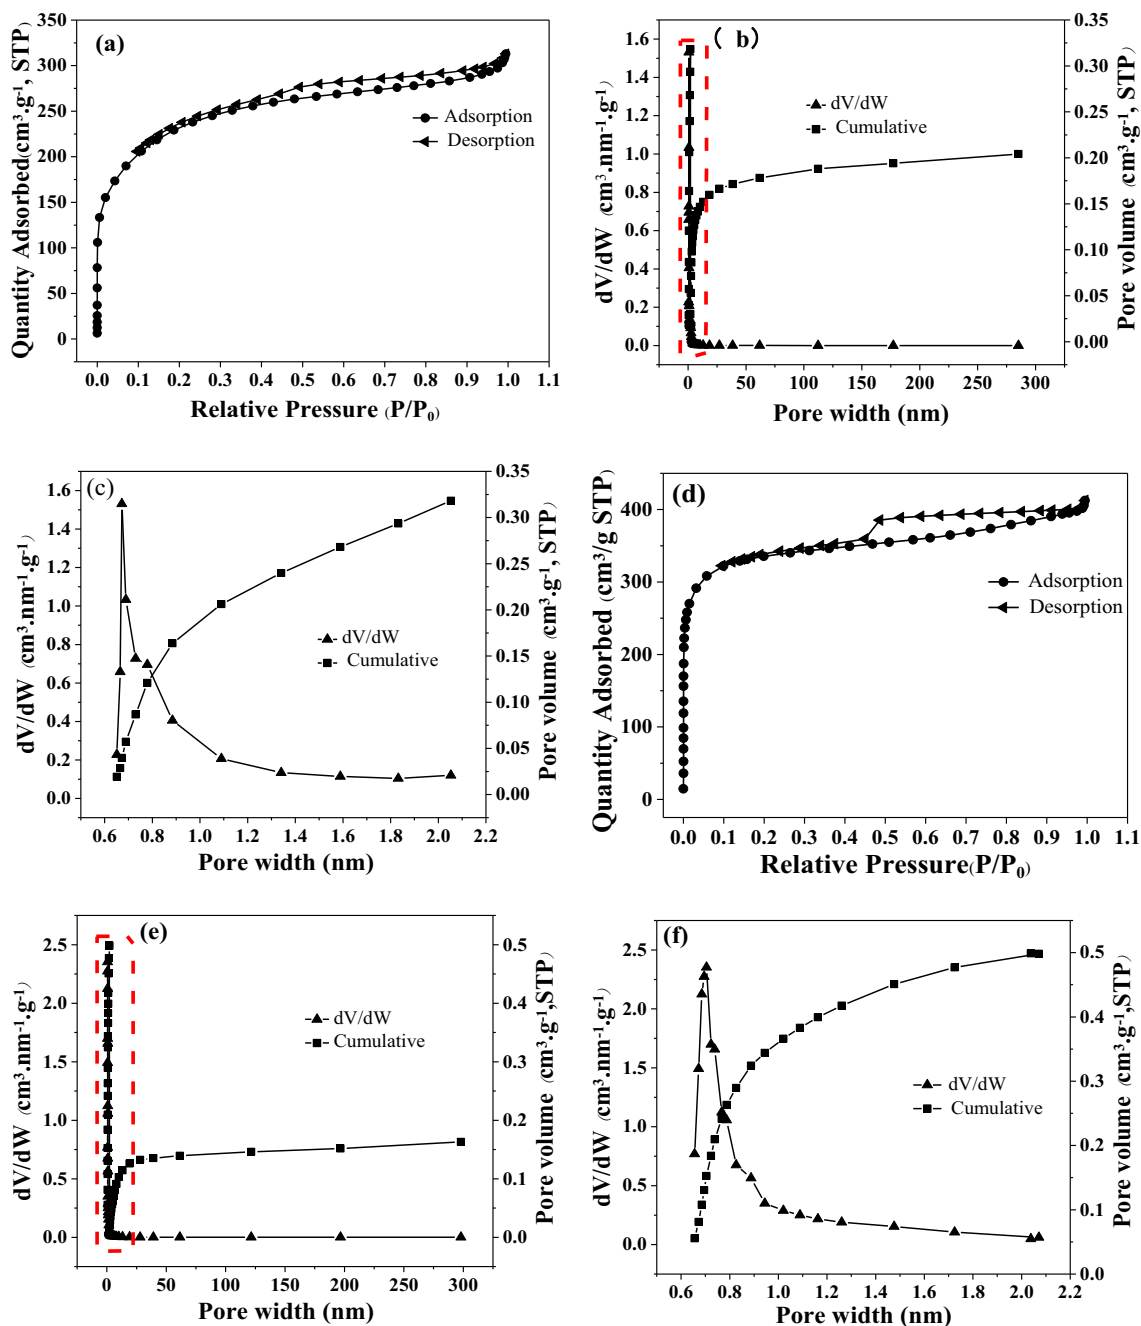 (a)
350
300
250
200
150
100
50
0
Quantity Adsorbed(cm³.g⁻¹, STP)
Adsorption
Desorption
0.0 0.1 0.2 0.3 0.4 0.5 0.6 0.7 0.8 0.9 1.0 1.1
Relative Pressure (P/P₀)
( b)
1.6
1.4
1.2
1.0
0.8
0.6
0.4
0.2
0.0
dV/dW (cm³.nm⁻¹.g⁻¹)
dV/dW
Cumulative
0.35
0.30
0.25
0.20
0.15
0.10
0.05
0.00
Pore volume (cm³.g⁻¹, STP)
0 50 100 150 200 250 300
Pore width (nm)
(c)
1.6
1.4
1.2
1.0
0.8
0.6
0.4
0.2
0.0
dV/dW (cm³.nm⁻¹.g⁻¹)
dV/dW
Cumulative
0.35
0.30
0.25
0.20
0.15
0.10
0.05
0.00
Pore volume (cm³.g⁻¹, STP)
0.6 0.8 1.0 1.2 1.4 1.6 1.8 2.0 2.2
Pore width (nm)
(d)
400
300
200
100
0
Quantity Adsorbed (cm³/g STP)
Adsorption
Desorption
0.0 0.1 0.2 0.3 0.4 0.5 0.6 0.7 0.8 0.9 1.0 1.1
Relative Pressure(P/P₀)
(e)
2.5
2.0
1.5
1.0
0.5
0.0
dV/dW (cm³.nm⁻¹.g⁻¹)
dV/dW
Cumulative
0.5
0.4
0.3
0.2
0.1
0.0
Pore volume (cm³.g⁻¹,STP)
0 50 100 150 200 250 300
Pore width (nm)
(f)
2.5
2.0
1.5
1.0
0.5
0.0
dV/dW (cm³.nm⁻¹.g⁻¹)
dV/dW
Cumulative
0.5
0.4
0.3
0.2
0.1
0.0
Pore volume (cm³.g⁻¹,STP)
0.6 0.8 1.0 1.2 1.4 1.6 1.8 2.0 2.2
Pore width (nm)